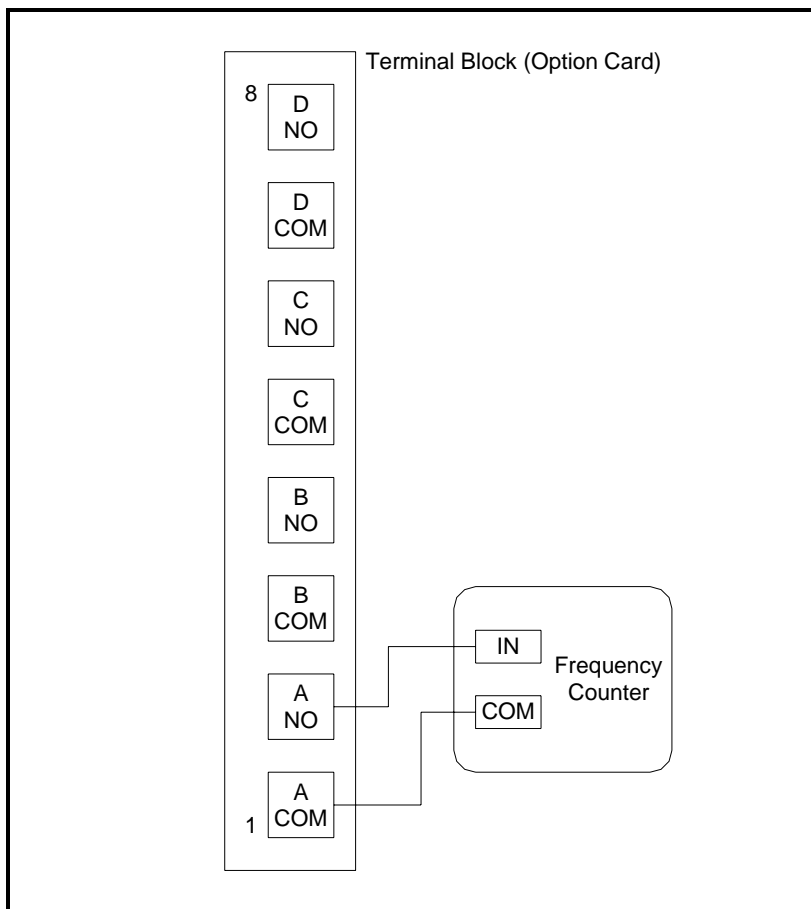 Terminal Block (Option Card)
8
D
NO
D
COM
C
NO
C
COM
B
NO
B
COM
A
NO
A
COM
1
IN
COM
Frequency
Counter